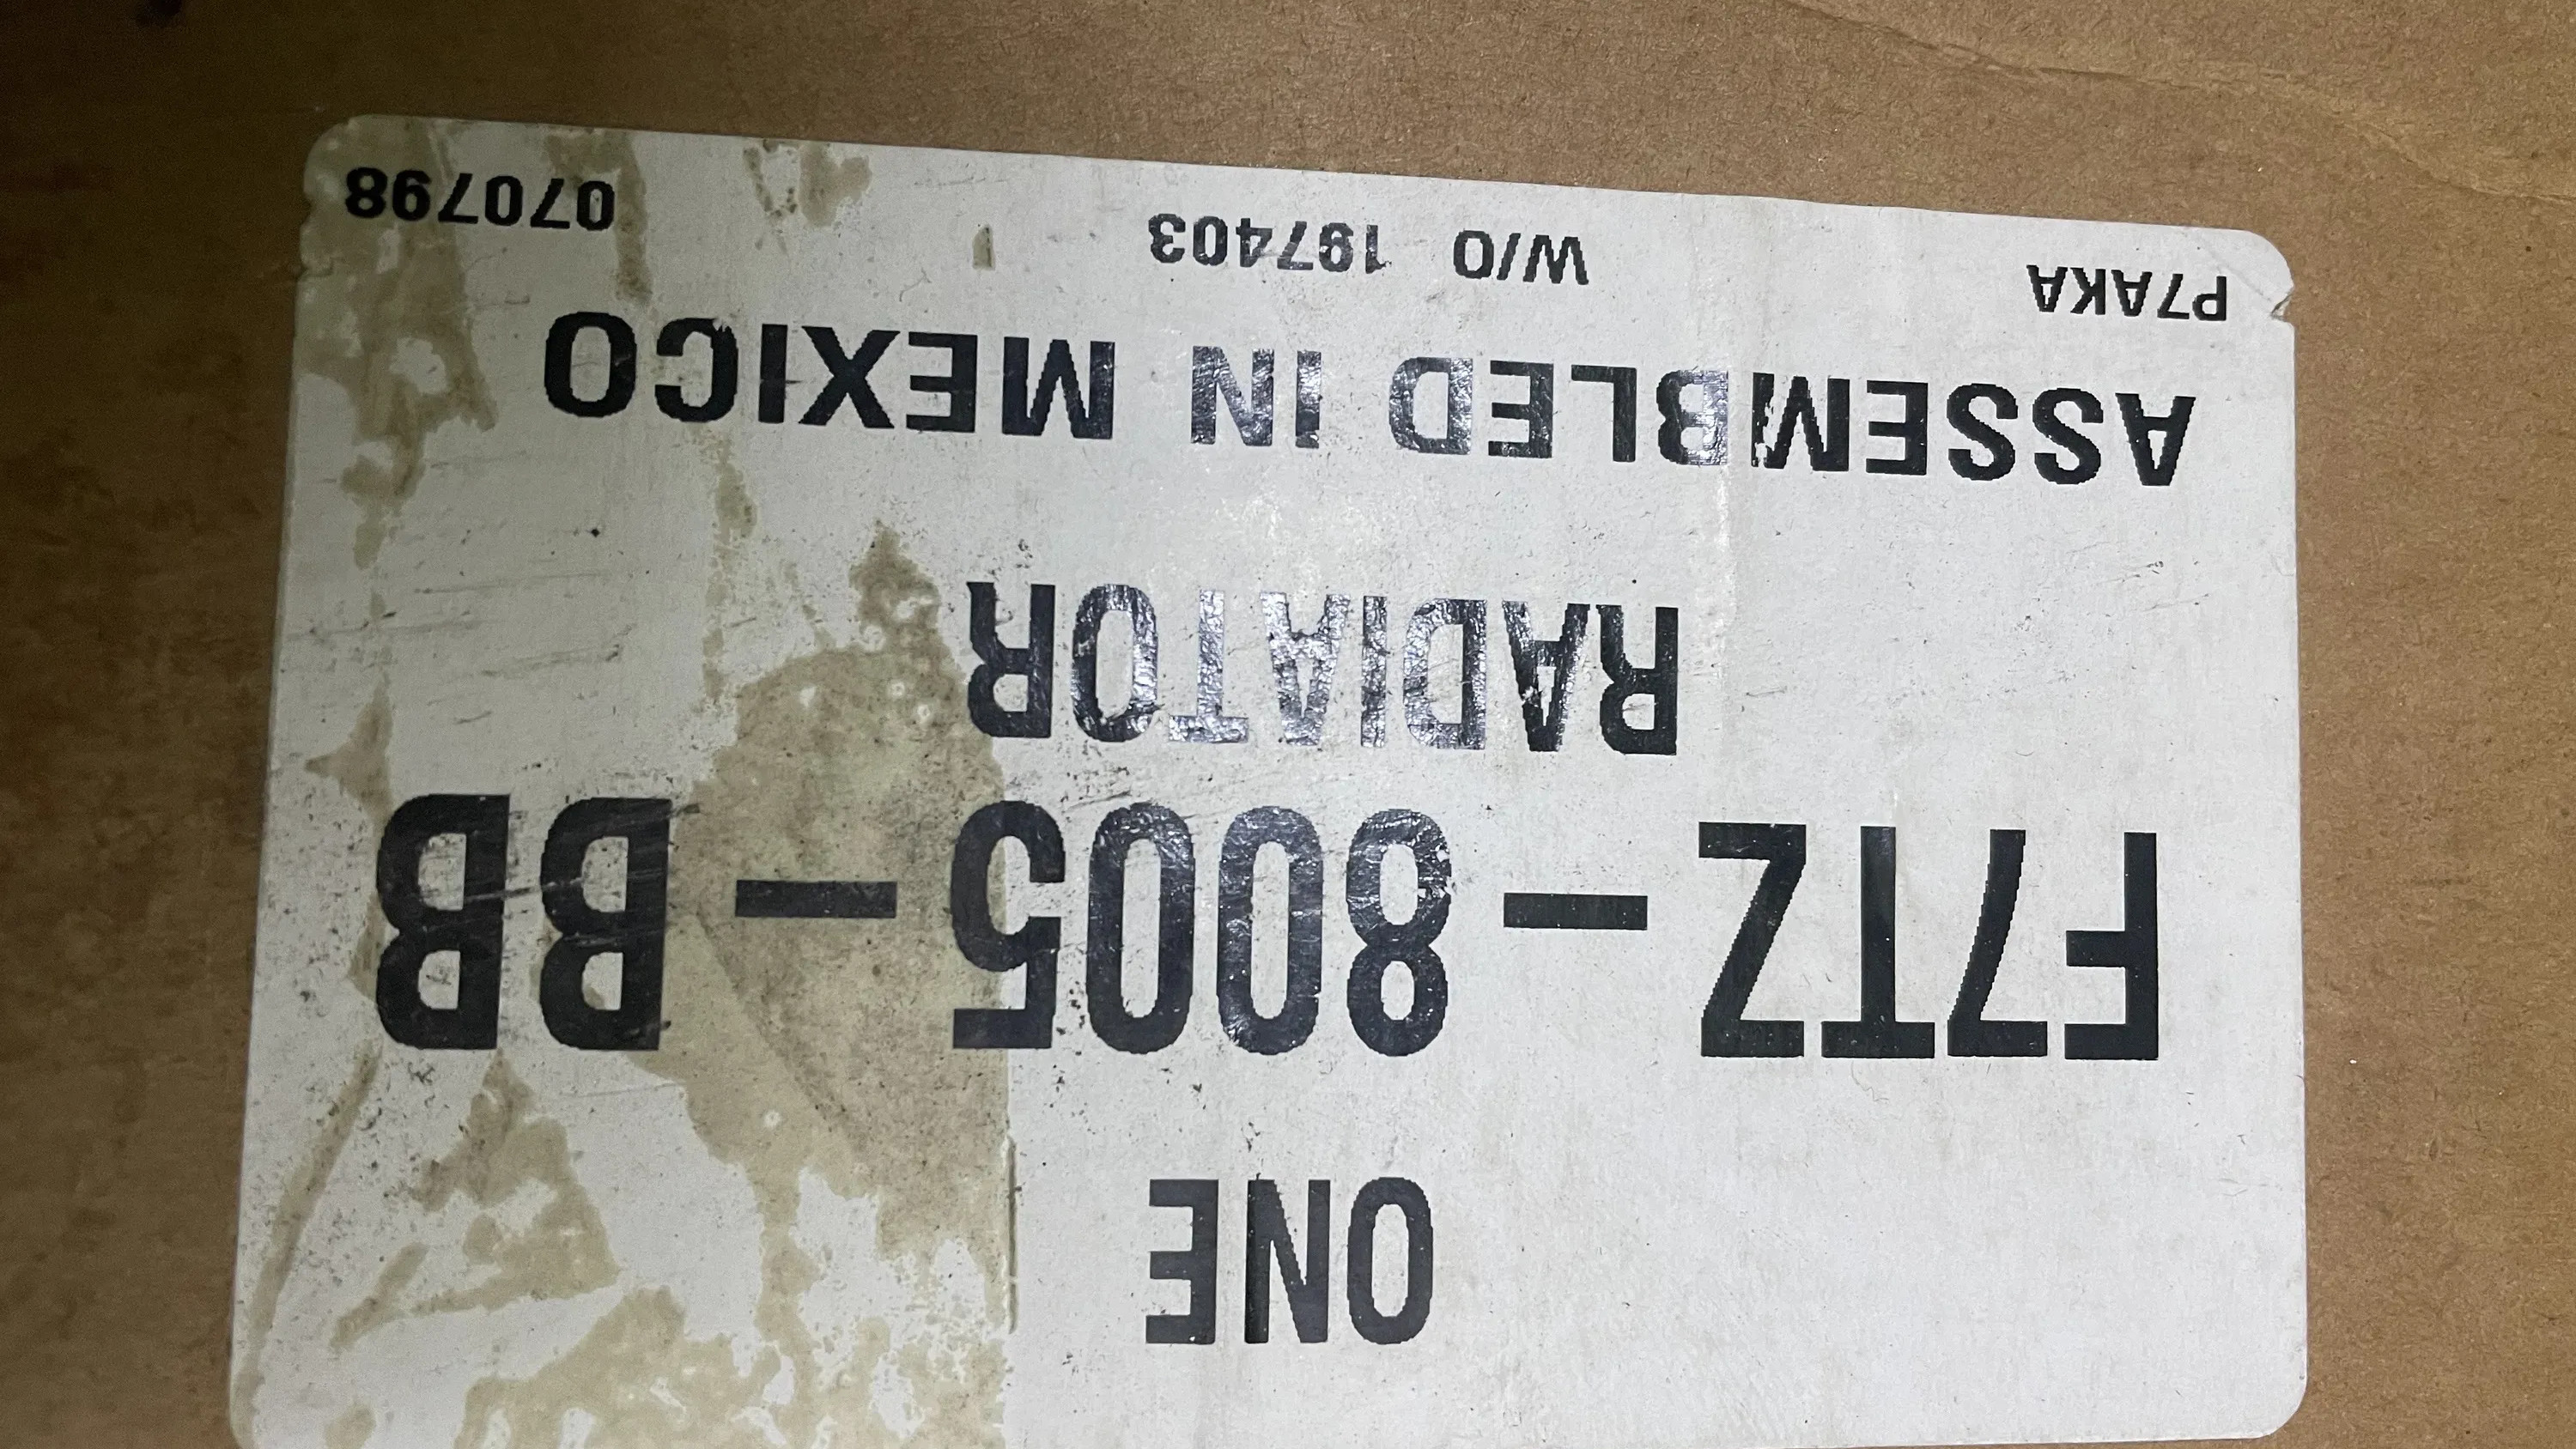 ONE
F7TZ — 8005 — BB
RADIATOR
ASSEMBLED IN MEXICO
P7AKA W/O 197403 070798